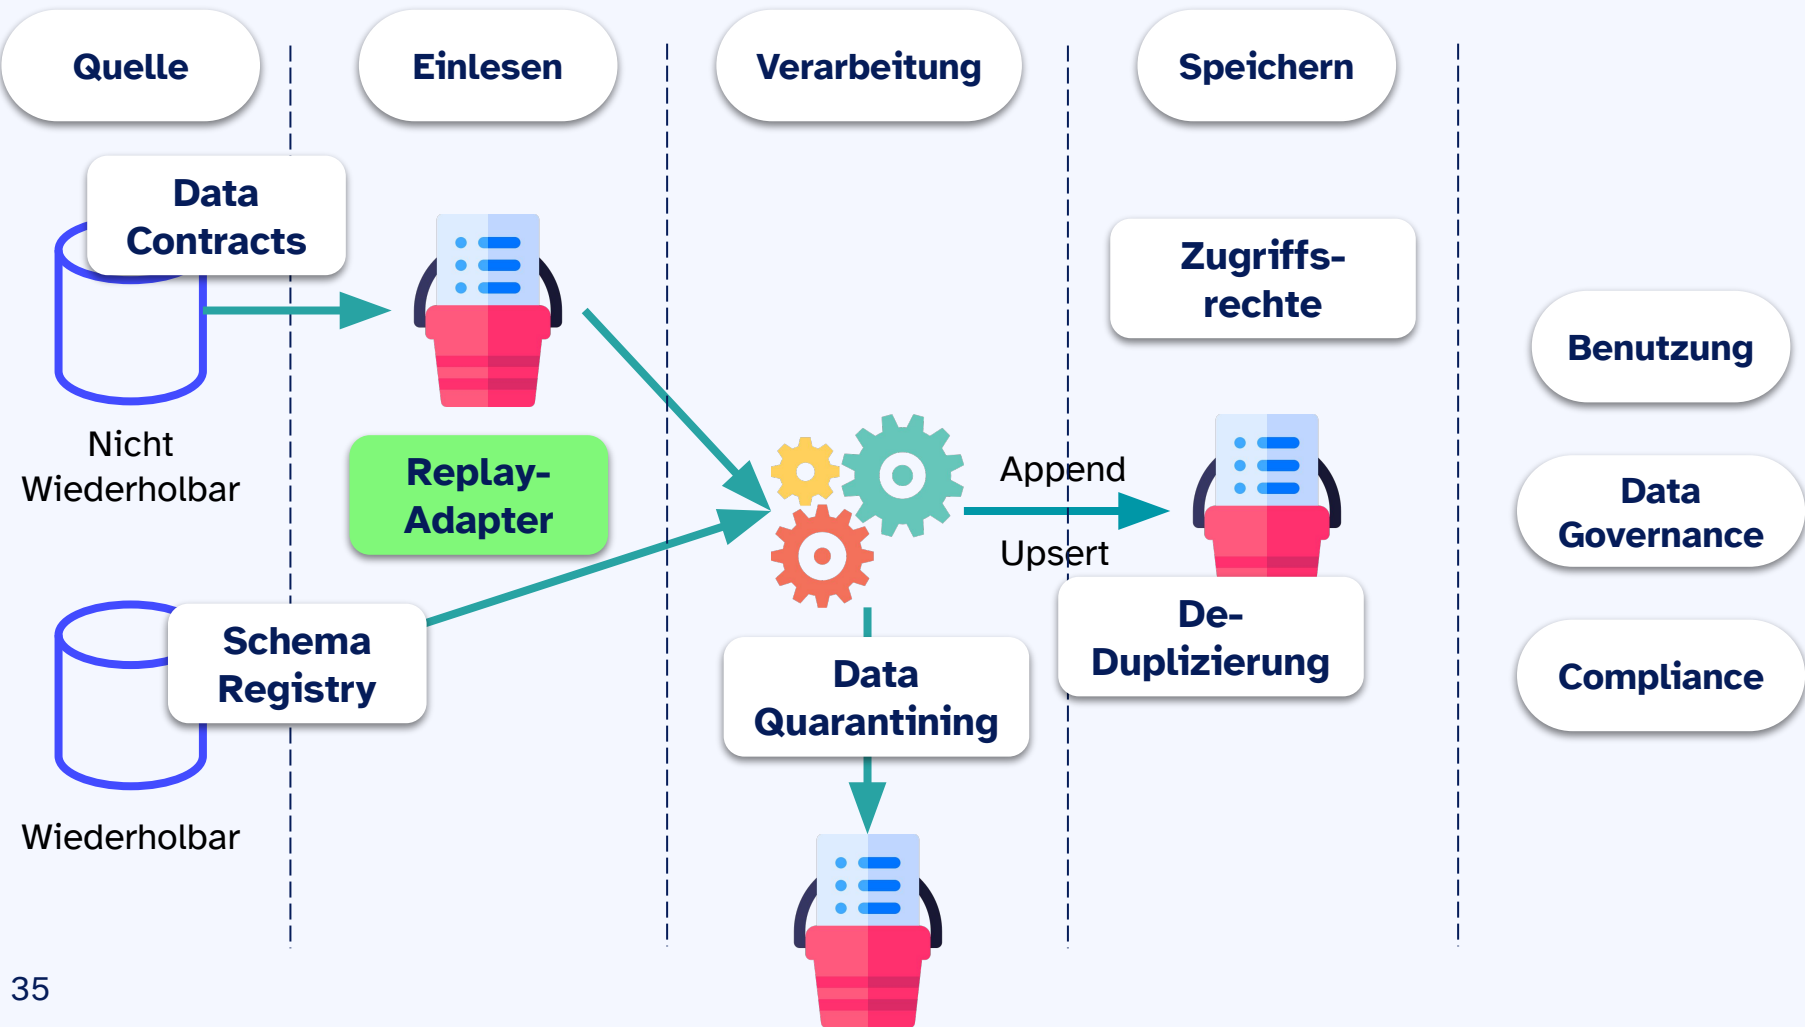 Quelle
Einlesen
Verarbeitung
Speichern
Data
Contracts
Nicht
Wiederholbar
Replay-
Adapter
Schema
Registry
Wiederholbar
Append
Upsert
Data
Quarantining
Zugriffs-
rechte
De-
Duplizierung
Benutzung
Data
Governance
Compliance
35